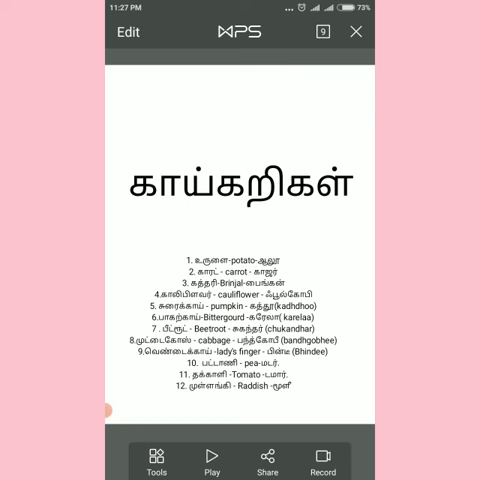 11:27 PM
... 73%
Edit
WPS
9
காய்கறிகள்
1. உருளை-potato-ஆலூ
2. காரட் - carrot - காஜர்
3. கத்தரி-Brinjal-பைங்கன்
4.காலிபிளவர் - cauliflower - ஃபூல்கோபி
5. சுரைக்காய் - pumpkin - கத்தூ(kadhdhoo)
6.பாகற்காய்-Bittergourd -கரேலா( karelaa)
7 . பீட்ரூட் - Beetroot - சுகந்தர் (chukandhar)
8.முட்டைகோஸ் - cabbage - பந்த்கோபீ (bandhgobhee)
9.வெண்டைக்காய் -lady's finger - பின்டீ (Bhindee)
10. பட்டாணி - pea-மடர்.
11. தக்காளி -Tomato -டமார்.
12. முள்ளங்கி - Raddish -மூளீ
Tools Play Share Record